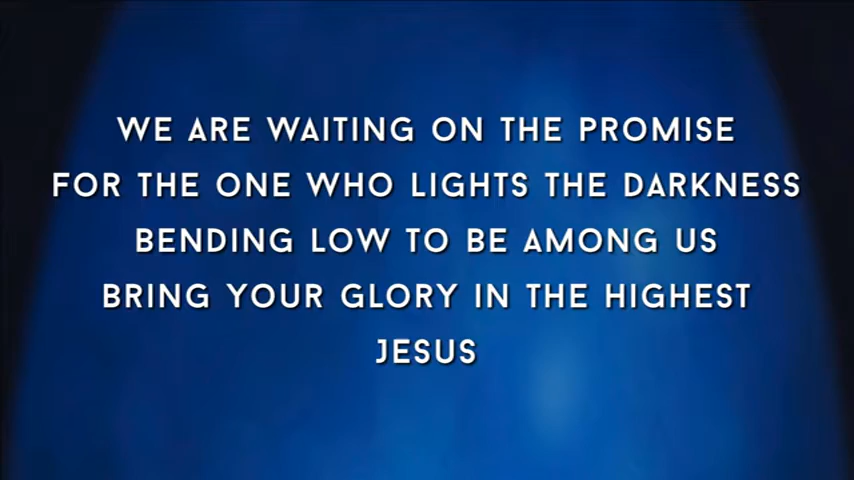 WE ARE WAITING ON THE PROMISE
FOR THE ONE WHO LIGHTS THE DARKNESS
BENDING LOW TO BE AMONG US
BRING YOUR GLORY IN THE HIGHEST
JESUS